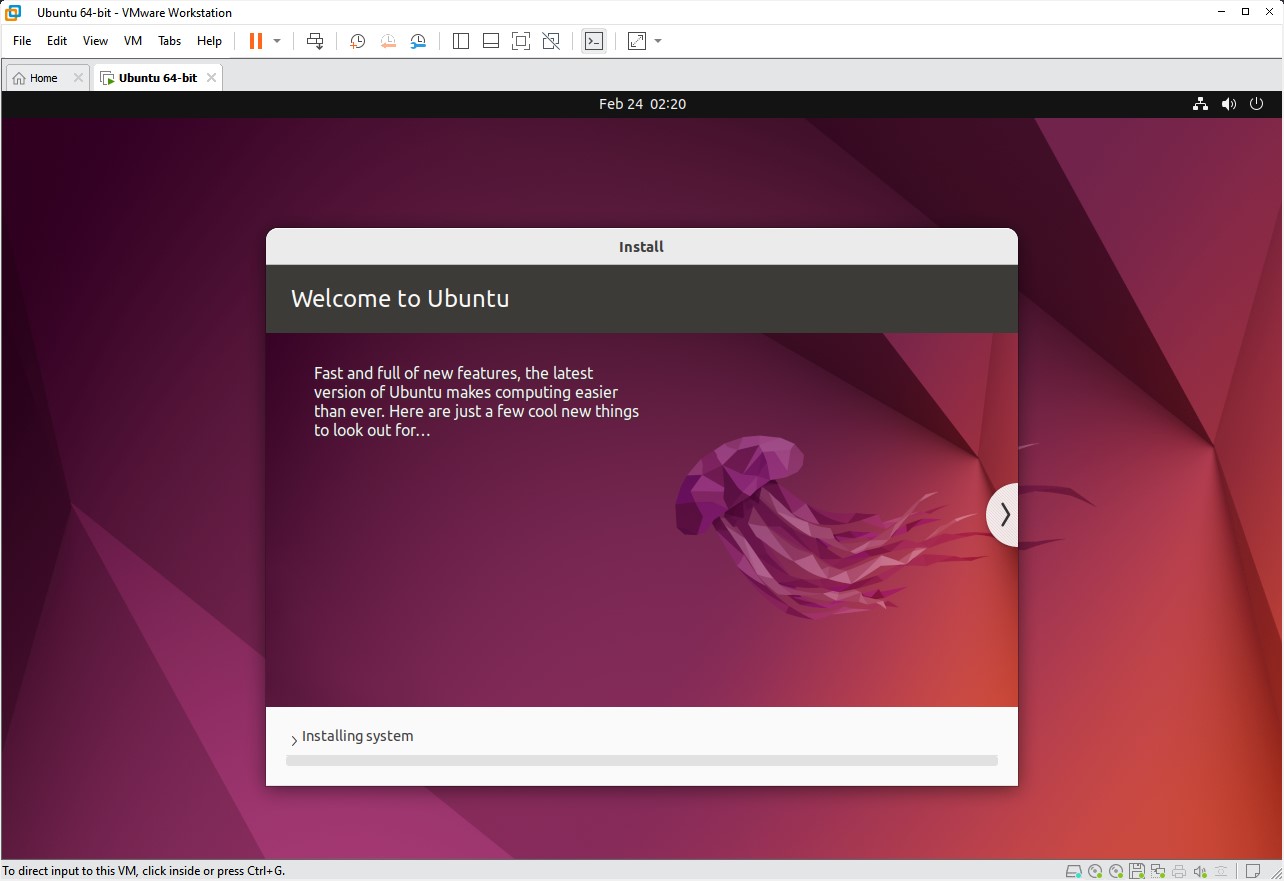 Ubuntu 64-bit - VMware Workstation
File Edit View VM Tabs Help
Home Ubuntu 64-bit
Feb 24 02:20
Install
Welcome to Ubuntu
Fast and full of new features, the latest
version of Ubuntu makes computing easier
than ever. Here are just a few cool new things
to look out for…
Installing system
To direct input to this VM, click inside or press Ctrl+G.